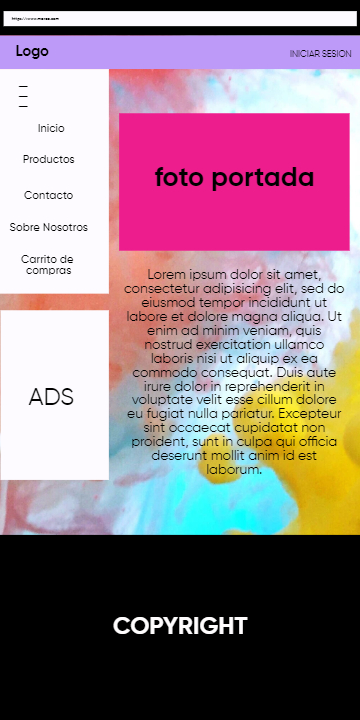 https://www.marca.com
Logo
INICIAR SESION
Inicio
Productos
Contacto
Sobre Nosotros
Carrito de
compras
ADS
foto portada
Lorem ipsum dolor sit amet,
consectetur adipisicing elit, sed do
eiusmod tempor incididunt ut
labore et dolore magna aliqua. Ut
enim ad minim veniam, quis
nostrud exercitation ullamco
laboris nisi ut aliquip ex ea
commodo consequat. Duis aute
irure dolor in reprehenderit in
voluptate velit esse cillum dolore
eu fugiat nulla pariatur. Excepteur
sint occaecat cupidatat non
proident, sunt in culpa qui officia
deserunt mollit anim id est
laborum.
COPYRIGHT